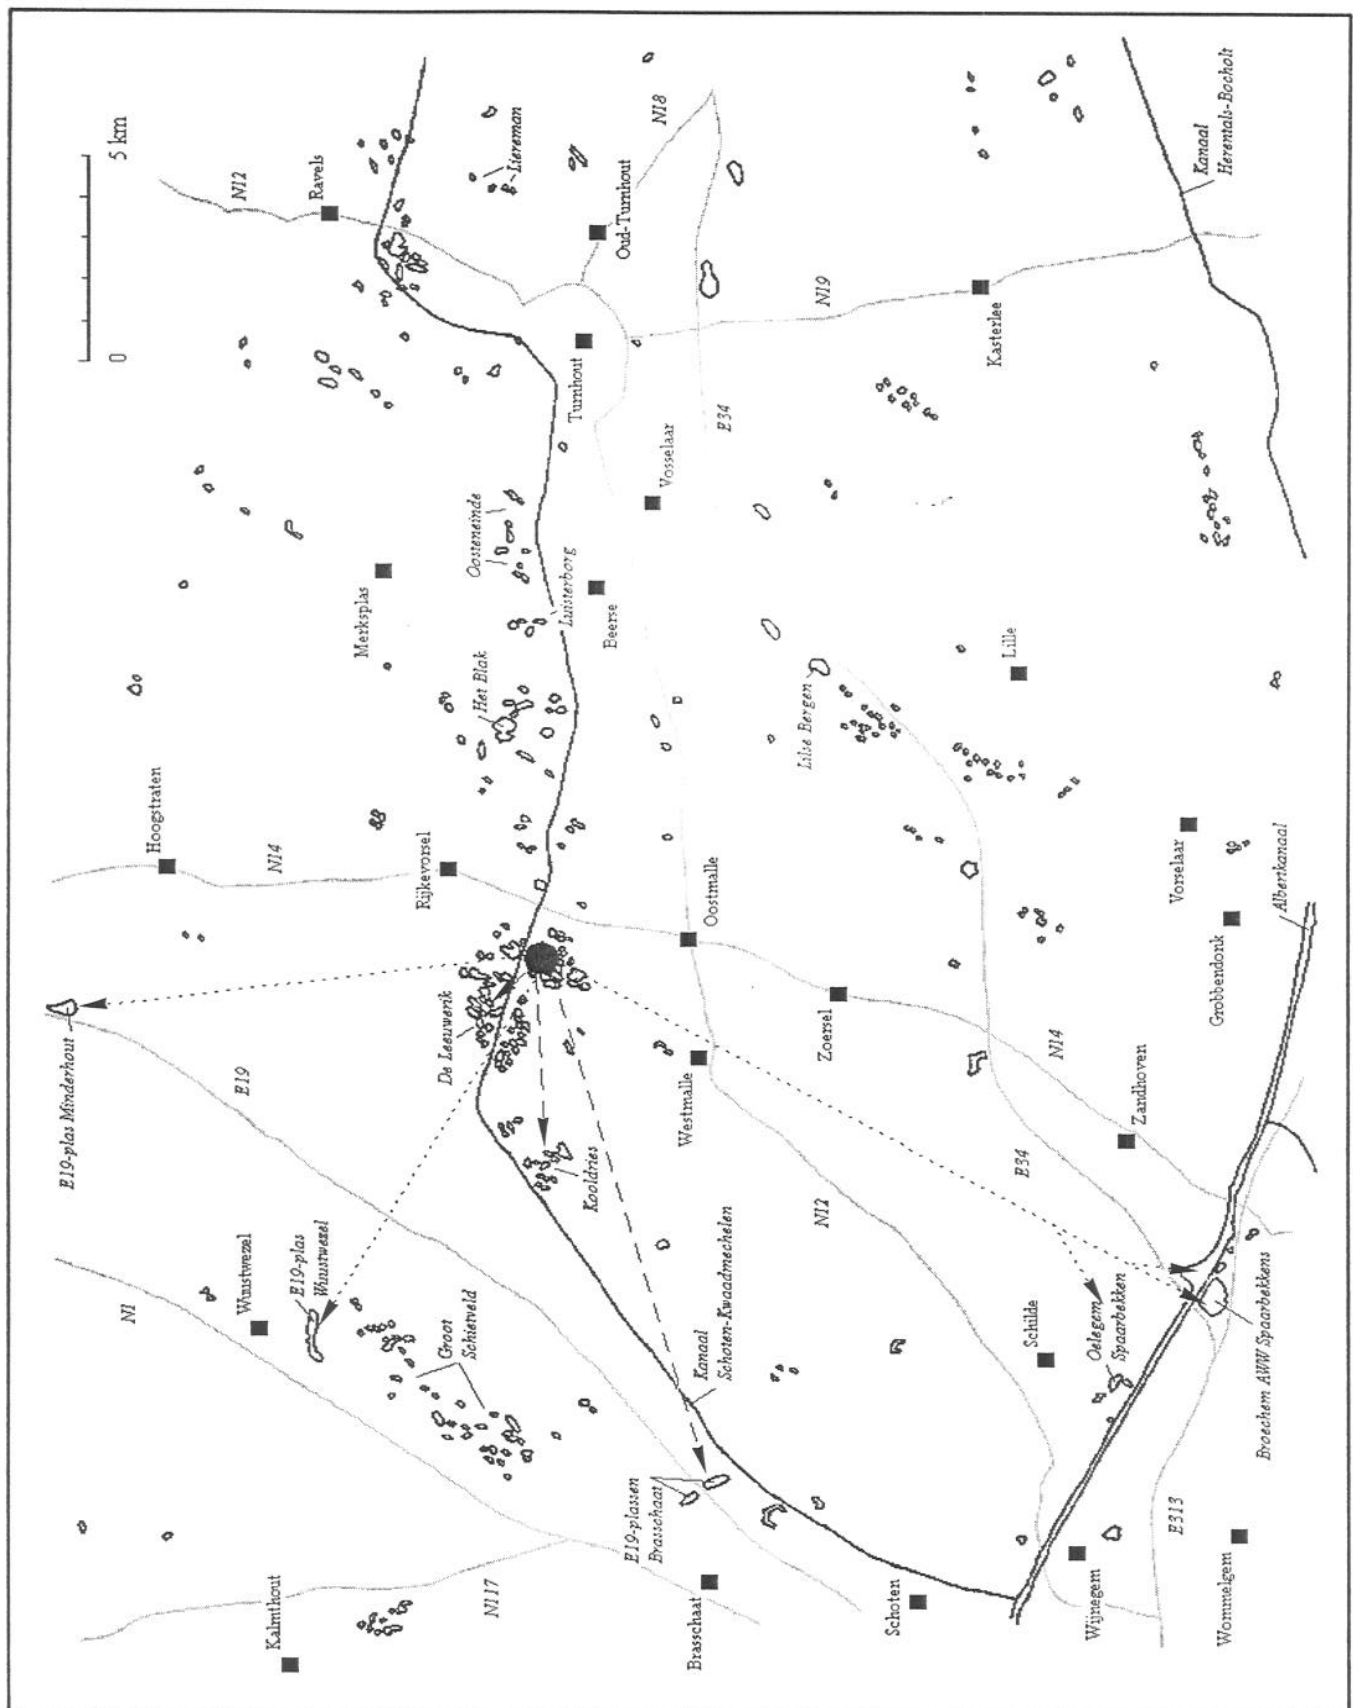 0
5 km
N12
Ravels
Liereman
N18
Oud-Turnhout
Kanaal
Herentals-Bocholt
N19
Kasterlee
Turnhout
E34
Vosselaar
Oosteneinde
Luisterborg
Merksplas
Beerse
Het Blak
Lilse Bergen
Lille
Hoogstraten
N14
Rijkevorsel
Oostmalle
Vorselaar
Albertkanaal
Grobbendonk
De Leeuwerik
Zoersel
N14
E19-plas Minderhout
E19
Westmalle
Zandhoven
Kooldries
E34
N12
Wuustwezel
E19-plas
Wuustwezel
N1
Groot
Schietveld
Kanaal
Schoten-Kwaadmechelen
Schilde
Oelegem
Spaarbekken
Broechem AWW Spaarbekkens
E19-plassen
Brasschaat
E313
Kalmthout
N117
Brasschaat
Schoten
Wijnegem
Wommelgem